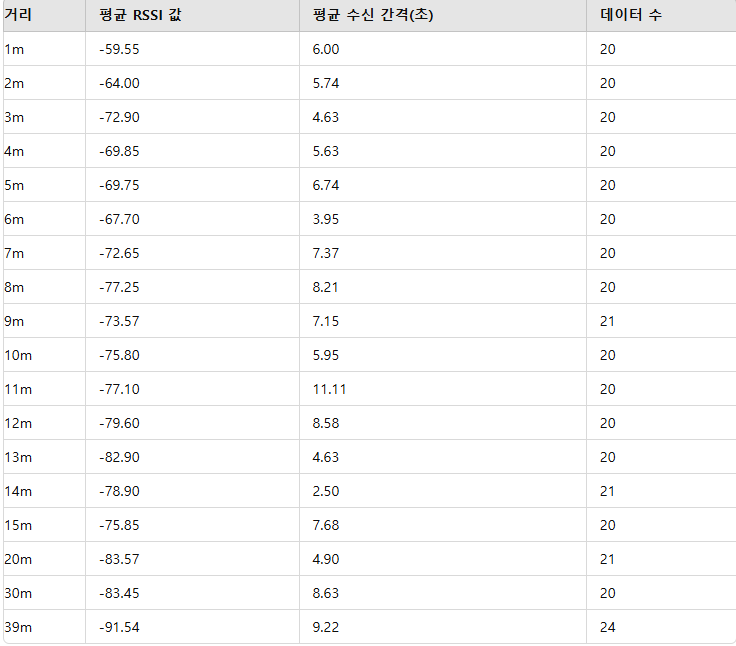 거리 평균 RSSI 값 평균 수신 간격(초) 데이터 수
1m -59.55 6.00 20
2m -64.00 5.74 20
3m -72.90 4.63 20
4m -69.85 5.63 20
5m -69.75 6.74 20
6m -67.70 3.95 20
7m -72.65 7.37 20
8m -77.25 8.21 20
9m -73.57 7.15 21
10m -75.80 5.95 20
11m -77.10 11.11 20
12m -79.60 8.58 20
13m -82.90 4.63 20
14m -78.90 2.50 21
15m -75.85 7.68 20
20m -83.57 4.90 21
30m -83.45 8.63 20
39m -91.54 9.22 24